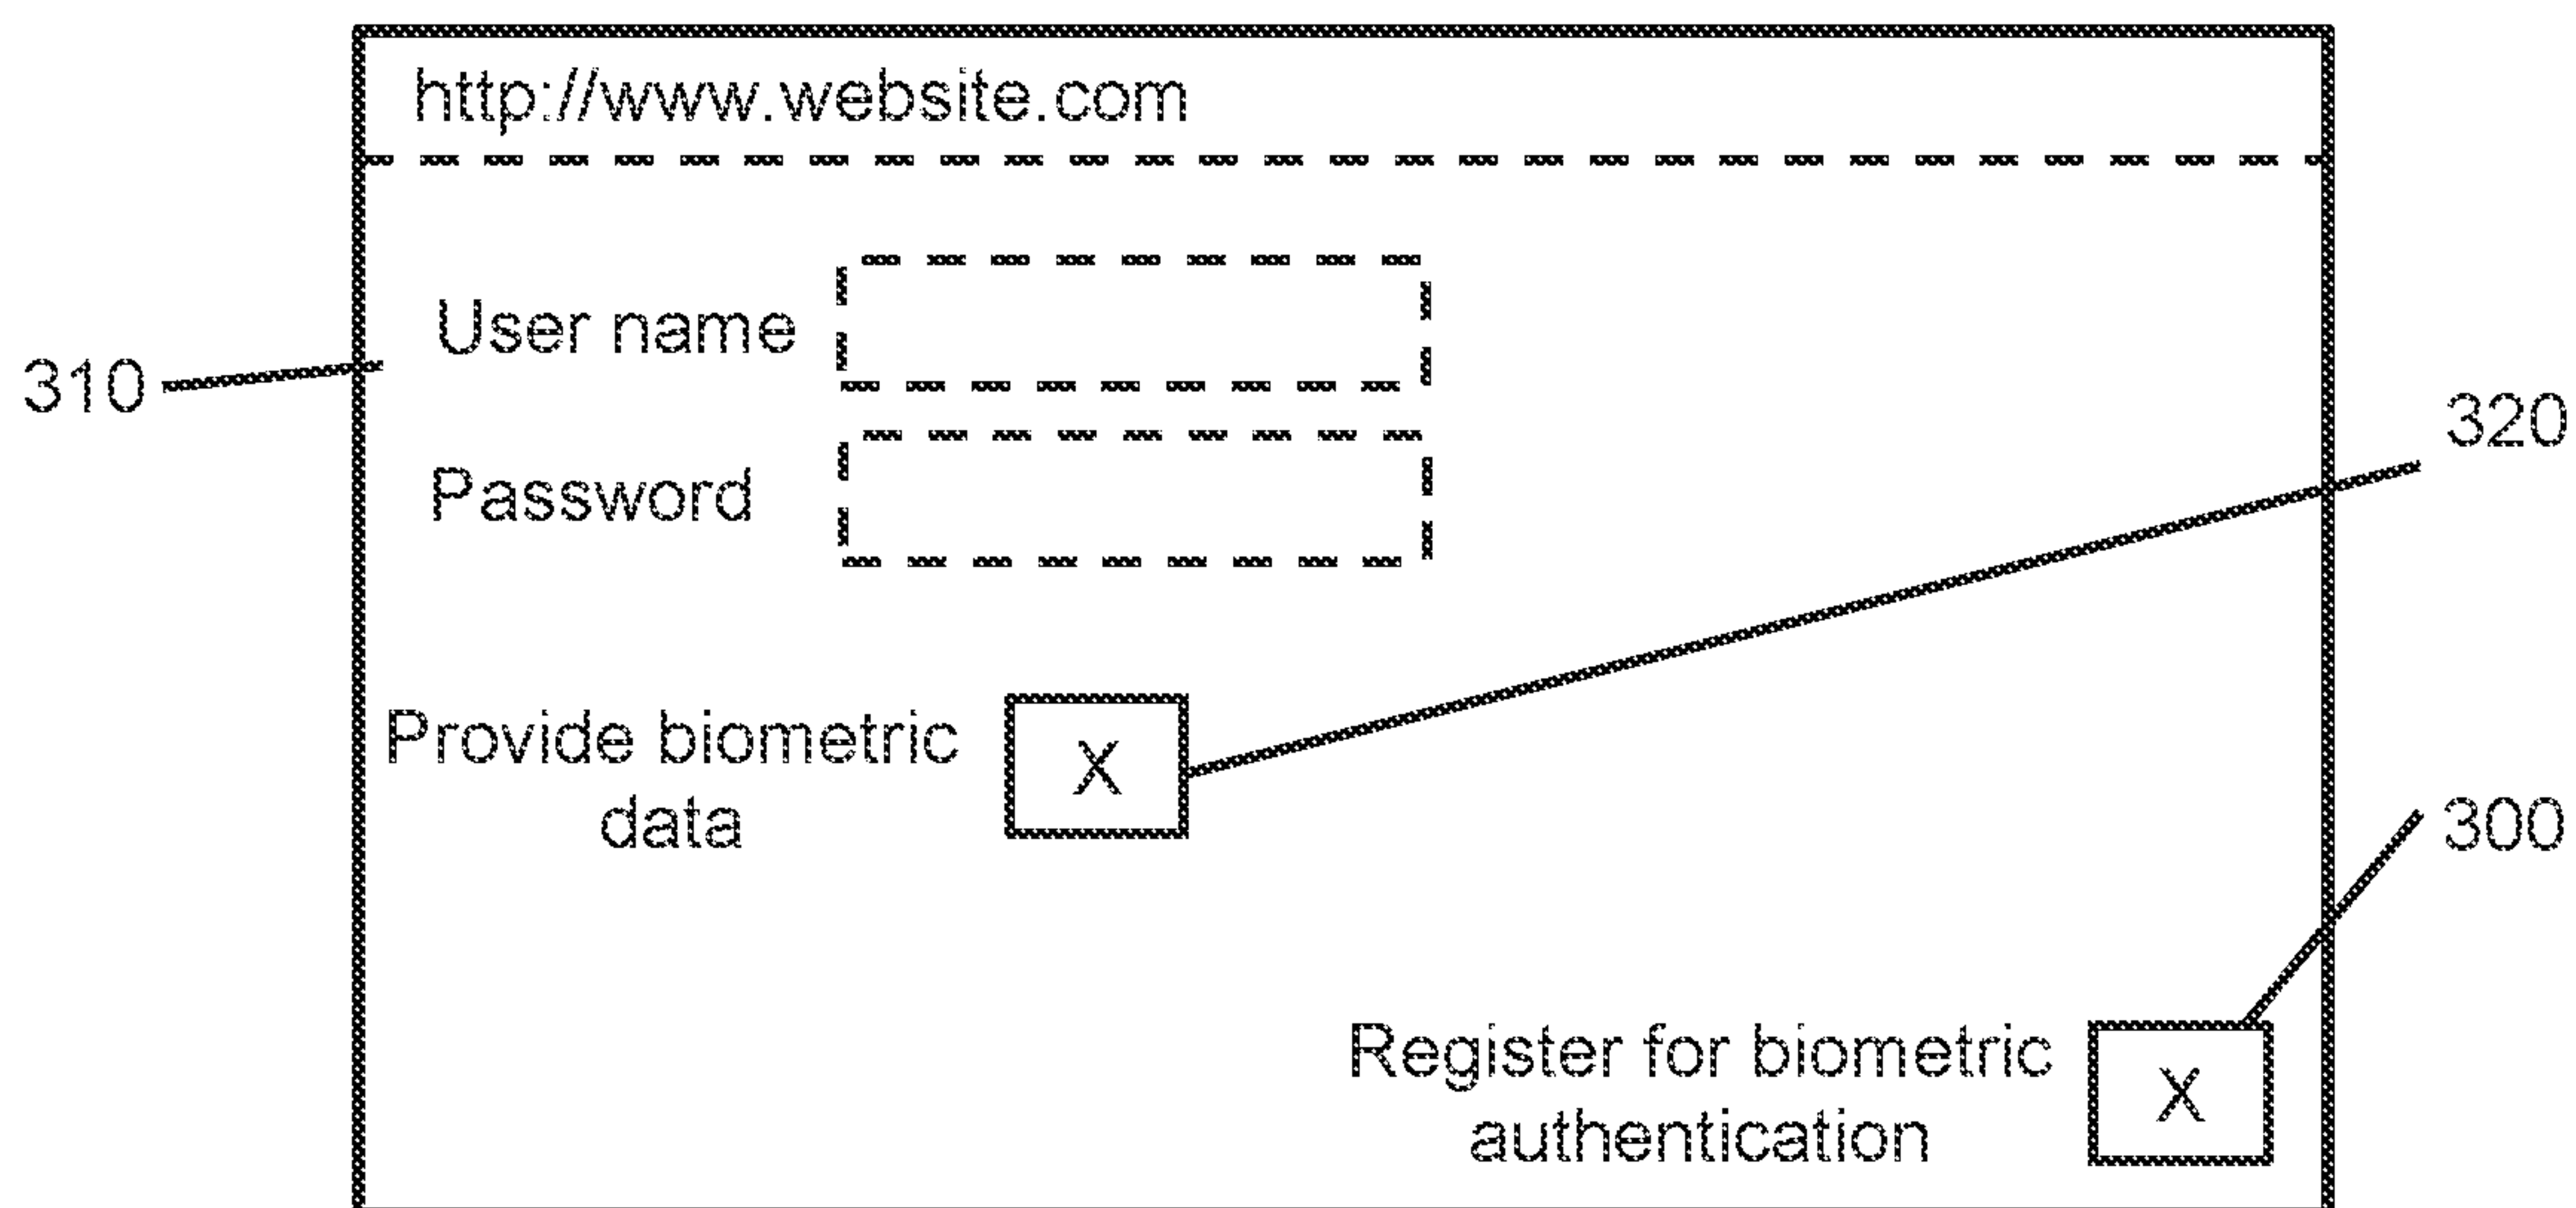 http://www.website.com
User name
310
320
Password
Provide biometric
data
X
300
Register for biometric
authentication
X